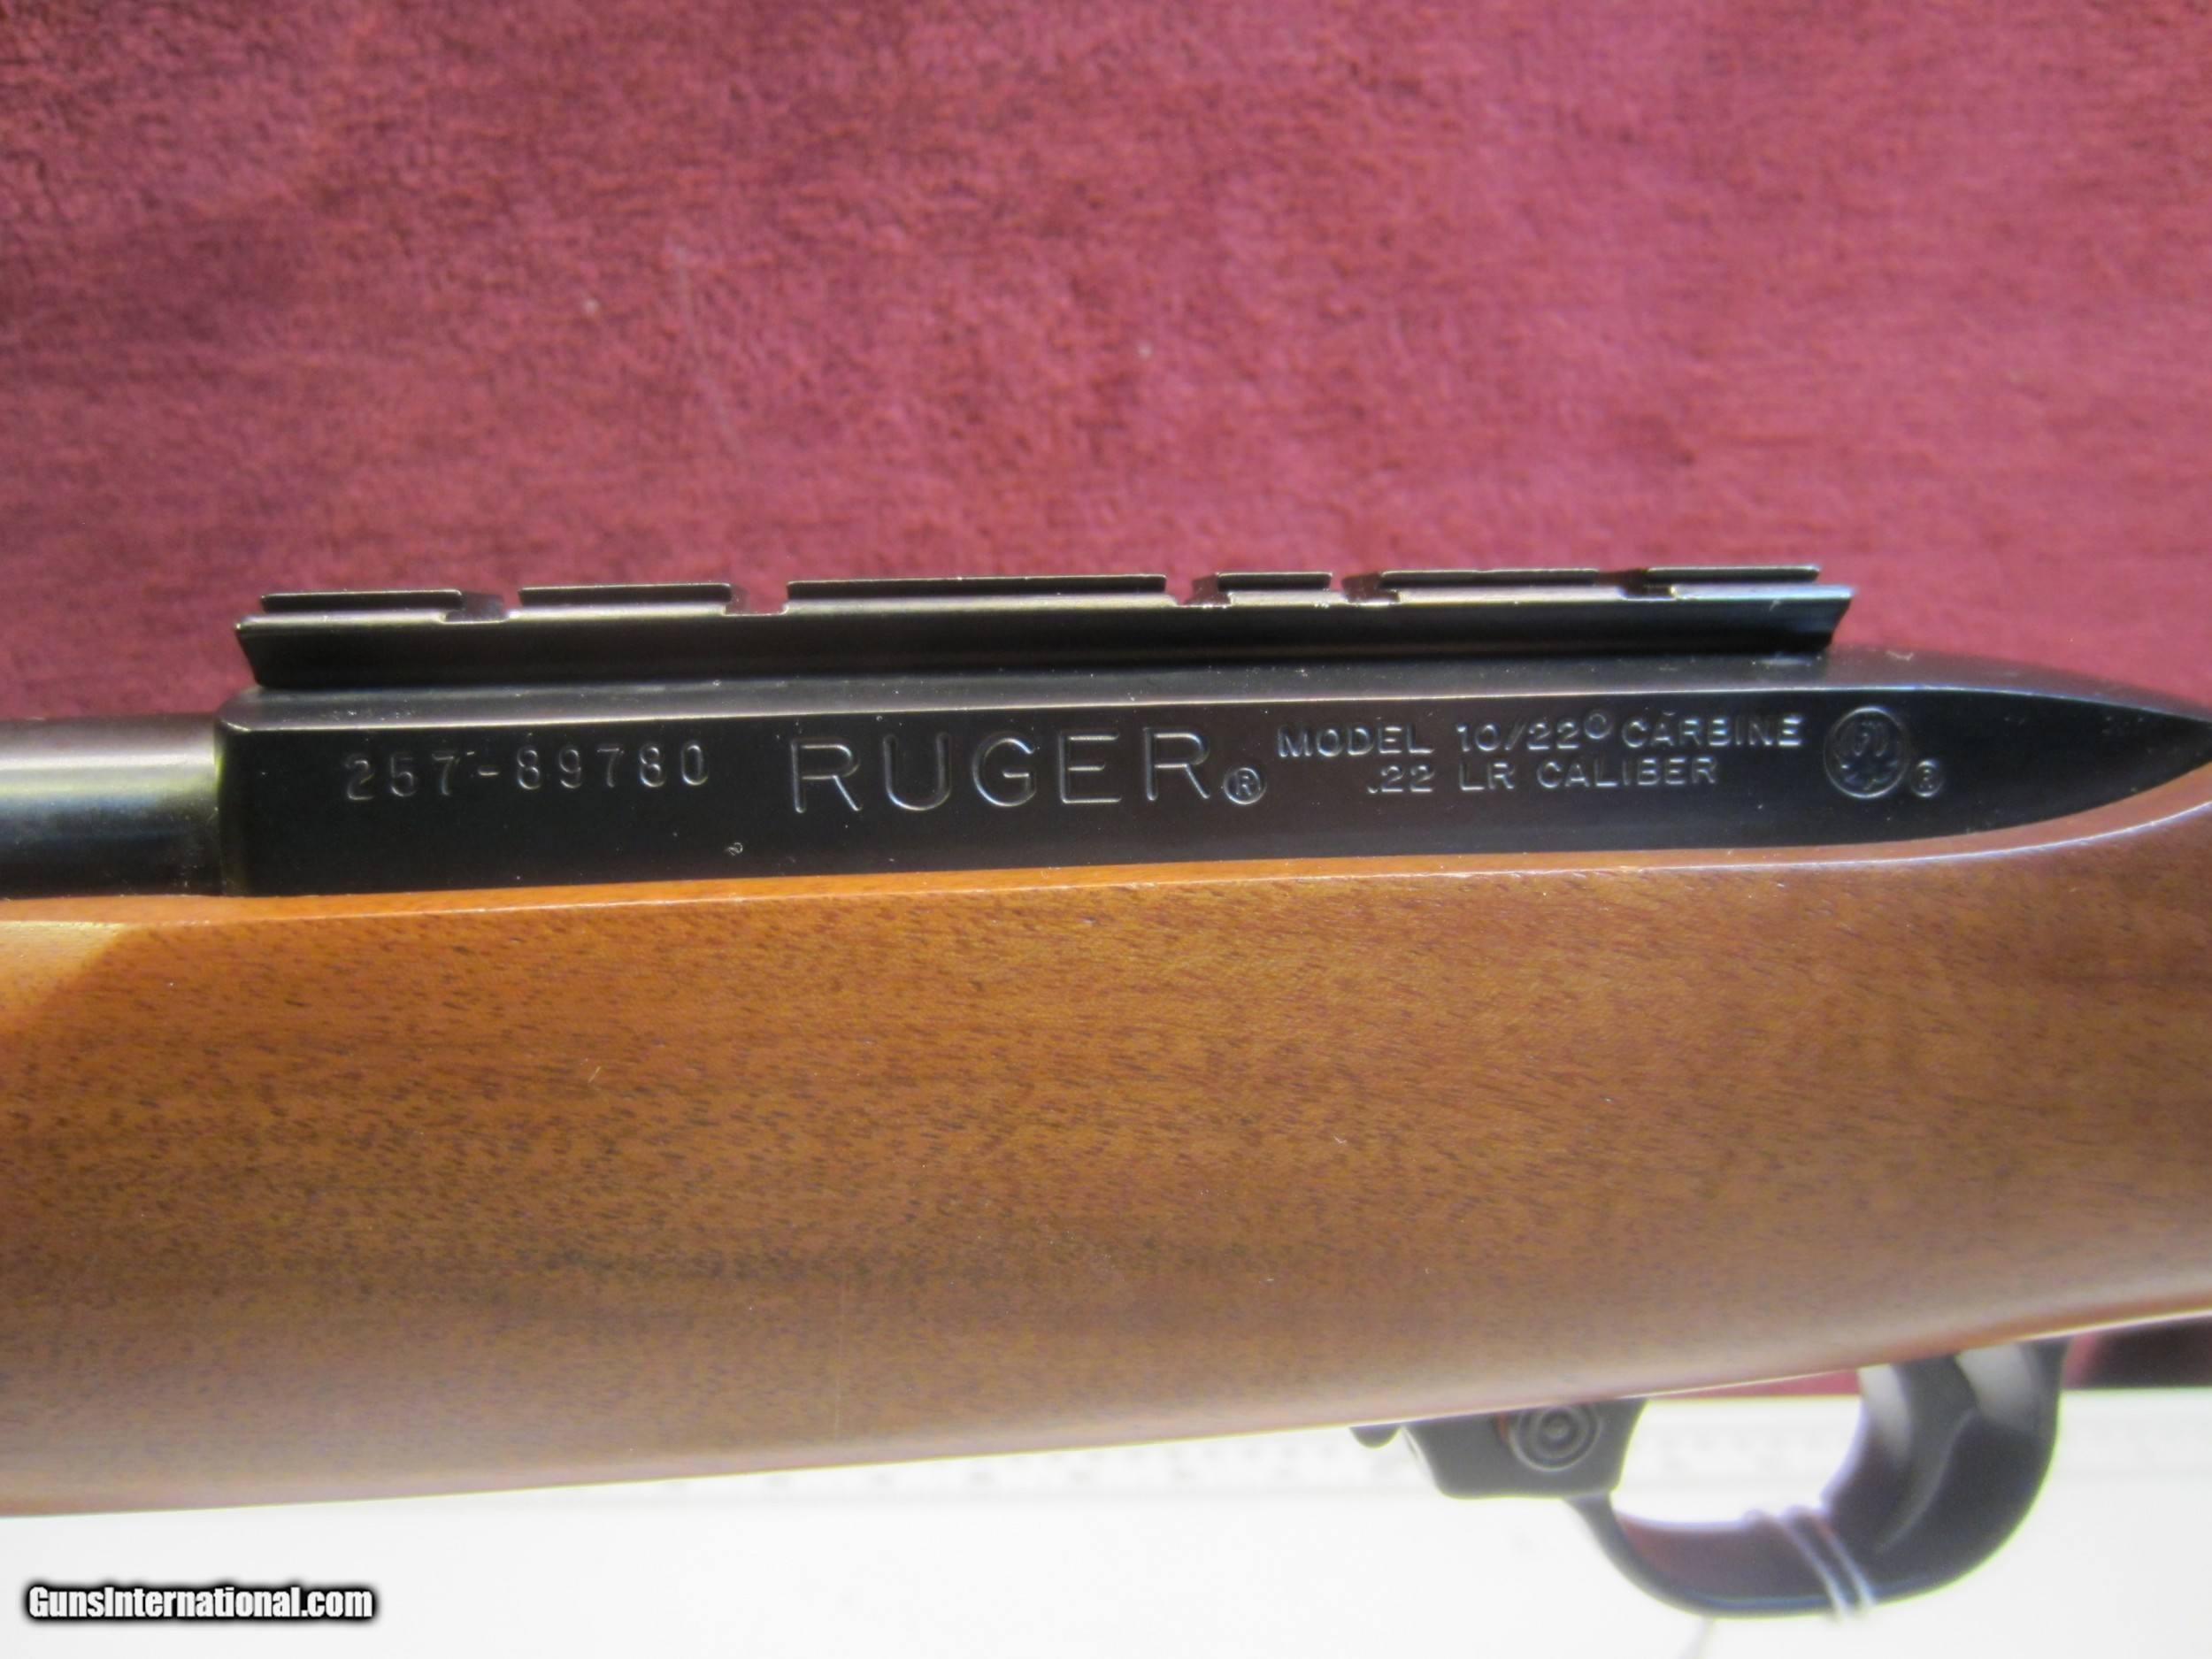 257-89780 RUGER® MODEL 10/22® CARBINE
.22 LR CALIBER ®
GunsInternational.com